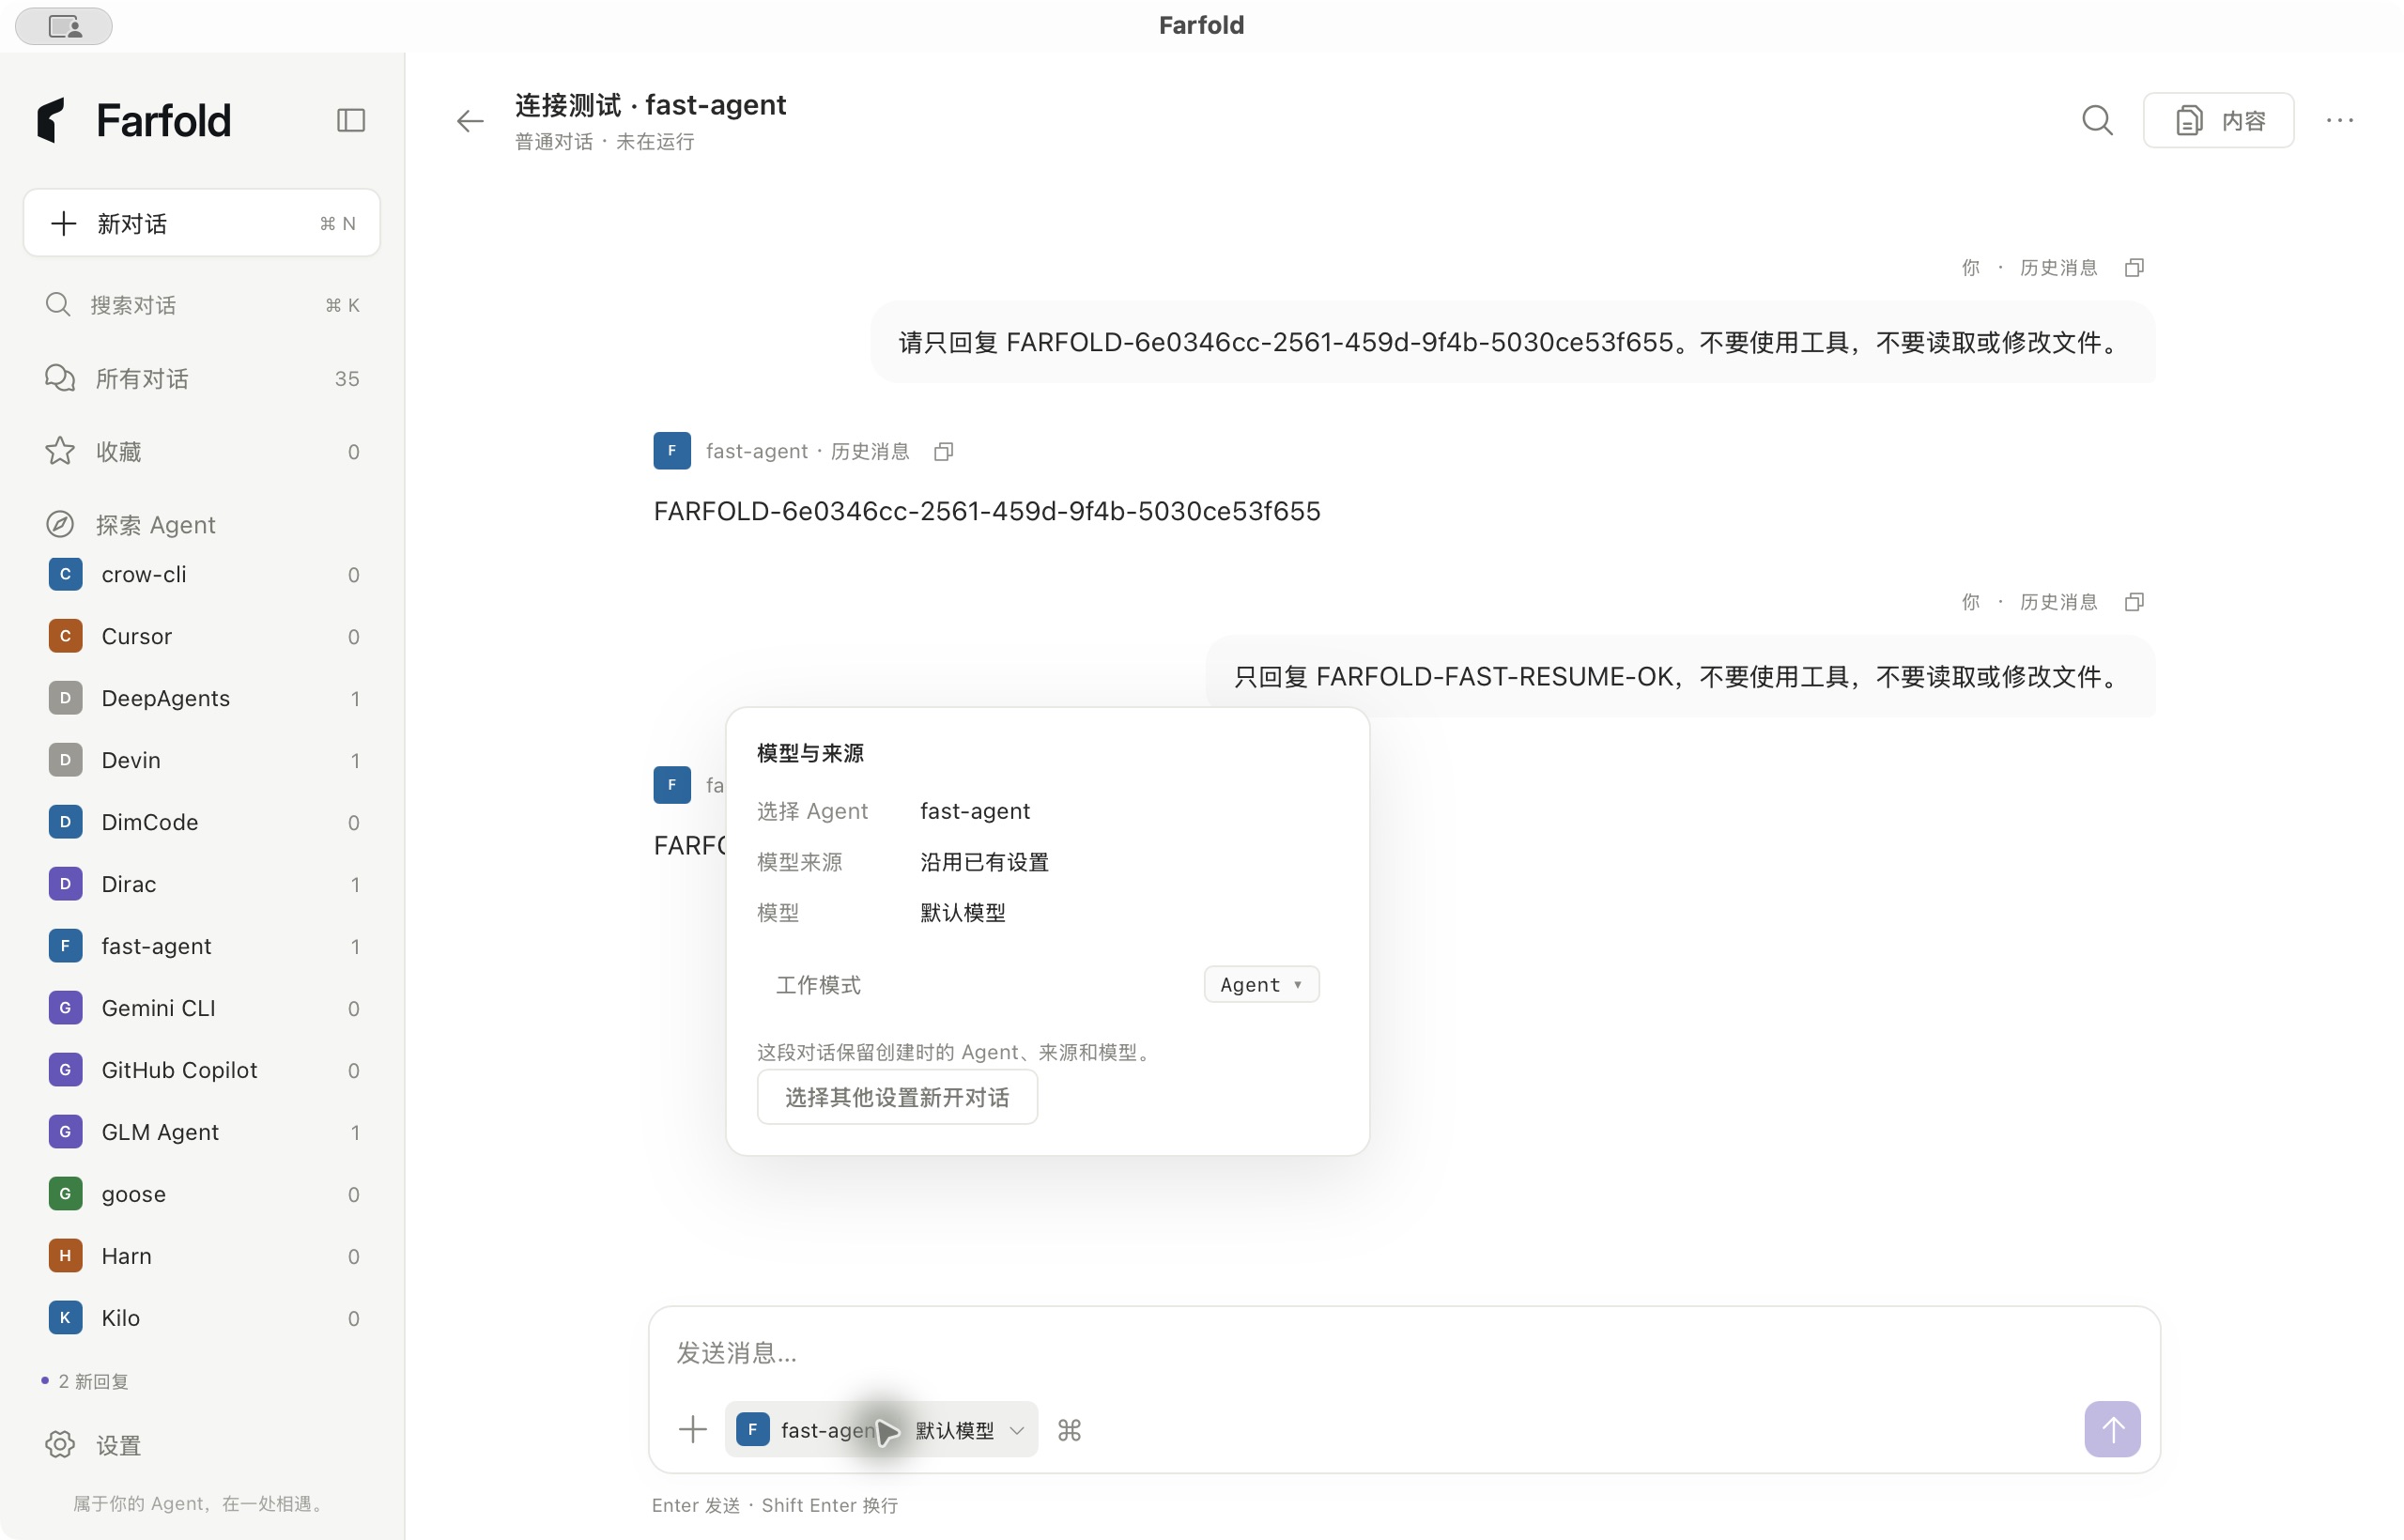 Farfold
Farfold
新对话 ⌘ N
搜索对话 ⌘ K
所有对话 35
收藏 0
探索 Agent
C crow-cli 0
C Cursor 0
D DeepAgents 1
D Devin 1
D DimCode 0
D Dirac 1
F fast-agent 1
G Gemini CLI 0
G GitHub Copilot 0
G GLM Agent 1
G goose 0
H Harn 0
K Kilo 0
2 新回复
设置
属于你的 Agent，在一处相遇。
连接测试 · fast-agent
普通对话 · 未在运行
内容
你 · 历史消息
请只回复 FARFOLD-6e0346cc-2561-459d-9f4b-5030ce53f655。不要使用工具，不要读取或修改文件。
F fast-agent · 历史消息
FARFOLD-6e0346cc-2561-459d-9f4b-5030ce53f655
你 · 历史消息
只回复 FARFOLD-FAST-RESUME-OK，不要使用工具，不要读取或修改文件。
F fa
FARFO
模型与来源
选择 Agent fast-agent
模型来源 沿用已有设置
模型 默认模型
工作模式 Agent
这段对话保留创建时的 Agent、来源和模型。
选择其他设置新开对话
发送消息...
F fast-agen 默认模型 ⌘
Enter 发送 · Shift Enter 换行